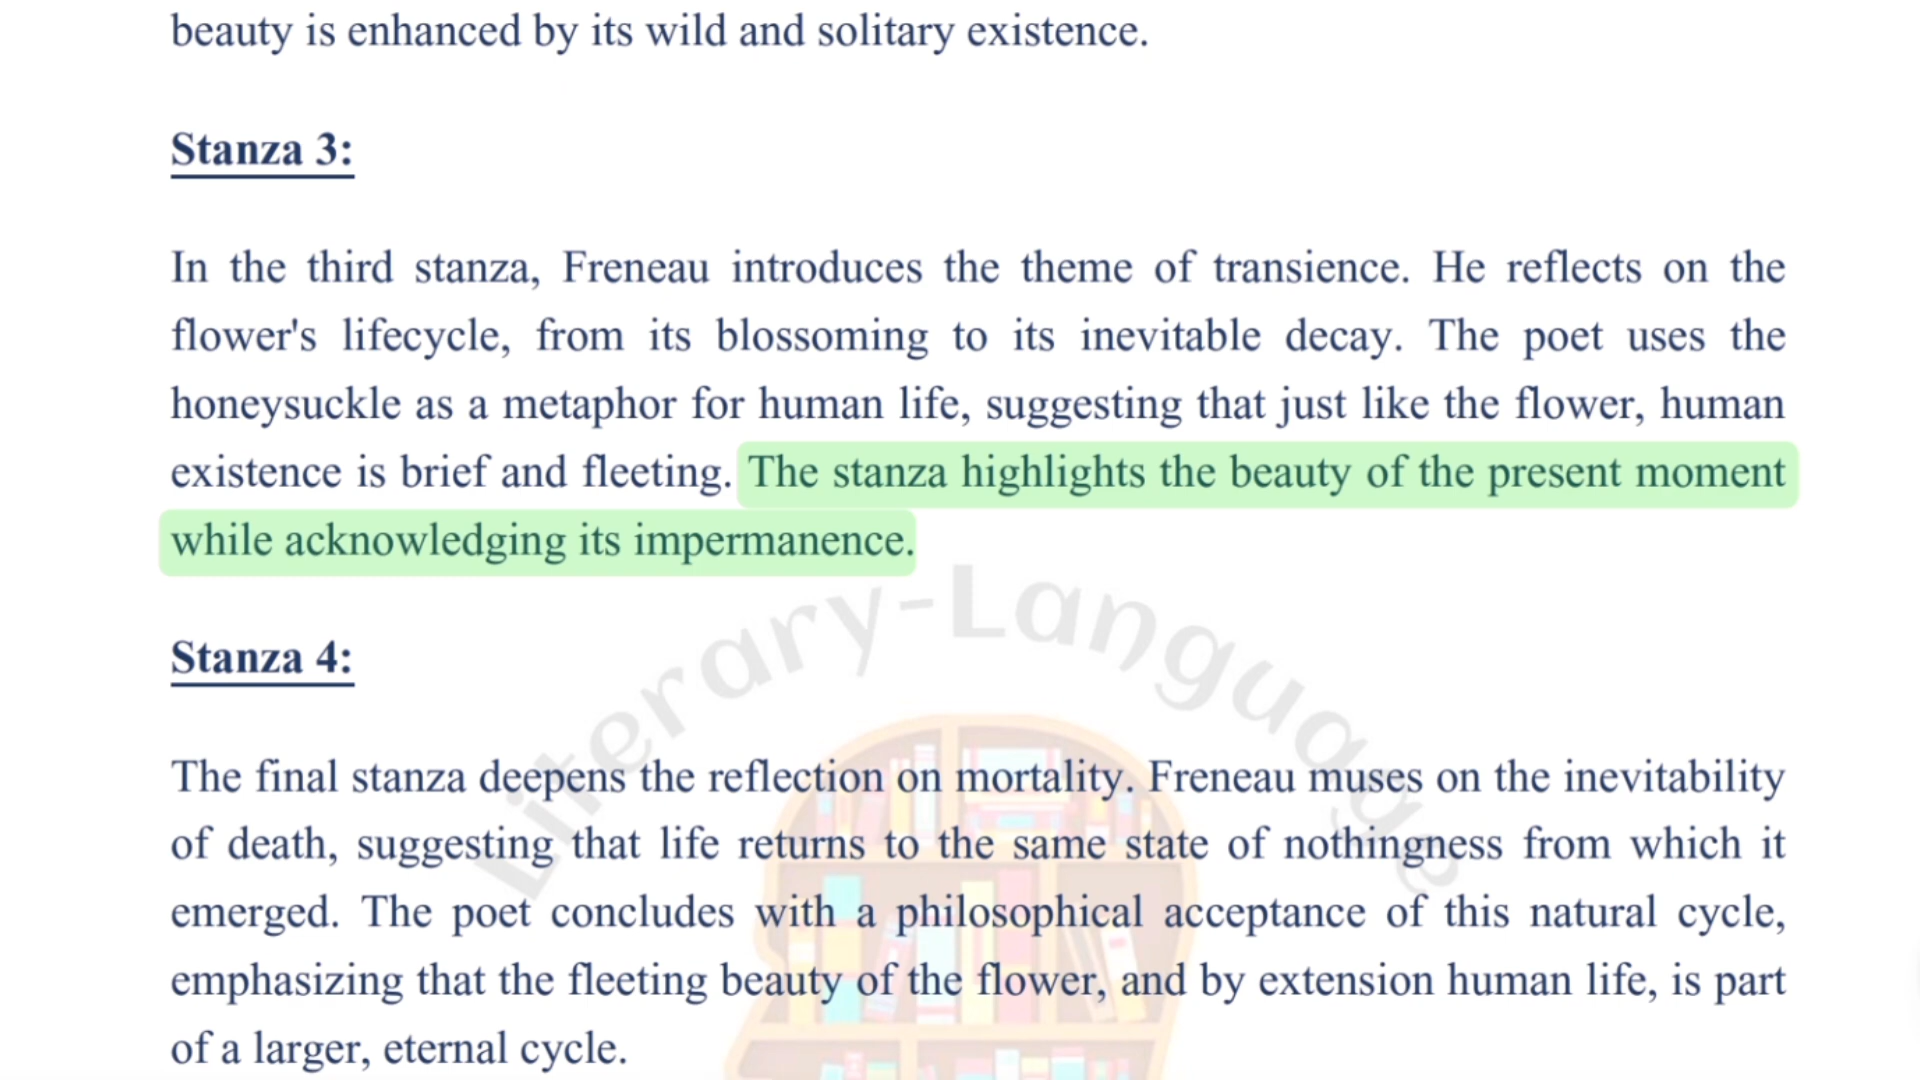 beauty is enhanced by its wild and solitary existence.
Stanza 3:
In the third stanza, Freneau introduces the theme of transience. He reflects on the
flower's lifecycle, from its blossoming to its inevitable decay. The poet uses the
honeysuckle as a metaphor for human life, suggesting that just like the flower, human
existence is brief and fleeting. The stanza highlights the beauty of the present moment
while acknowledging its impermanence.
Literary-Language
Stanza 4:
The final stanza deepens the reflection on mortality. Freneau muses on the inevitability
of death, suggesting that life returns to the same state of nothingness from which it
emerged. The poet concludes with a philosophical acceptance of this natural cycle,
emphasizing that the fleeting beauty of the flower, and by extension human life, is part
of a larger, eternal cycle.